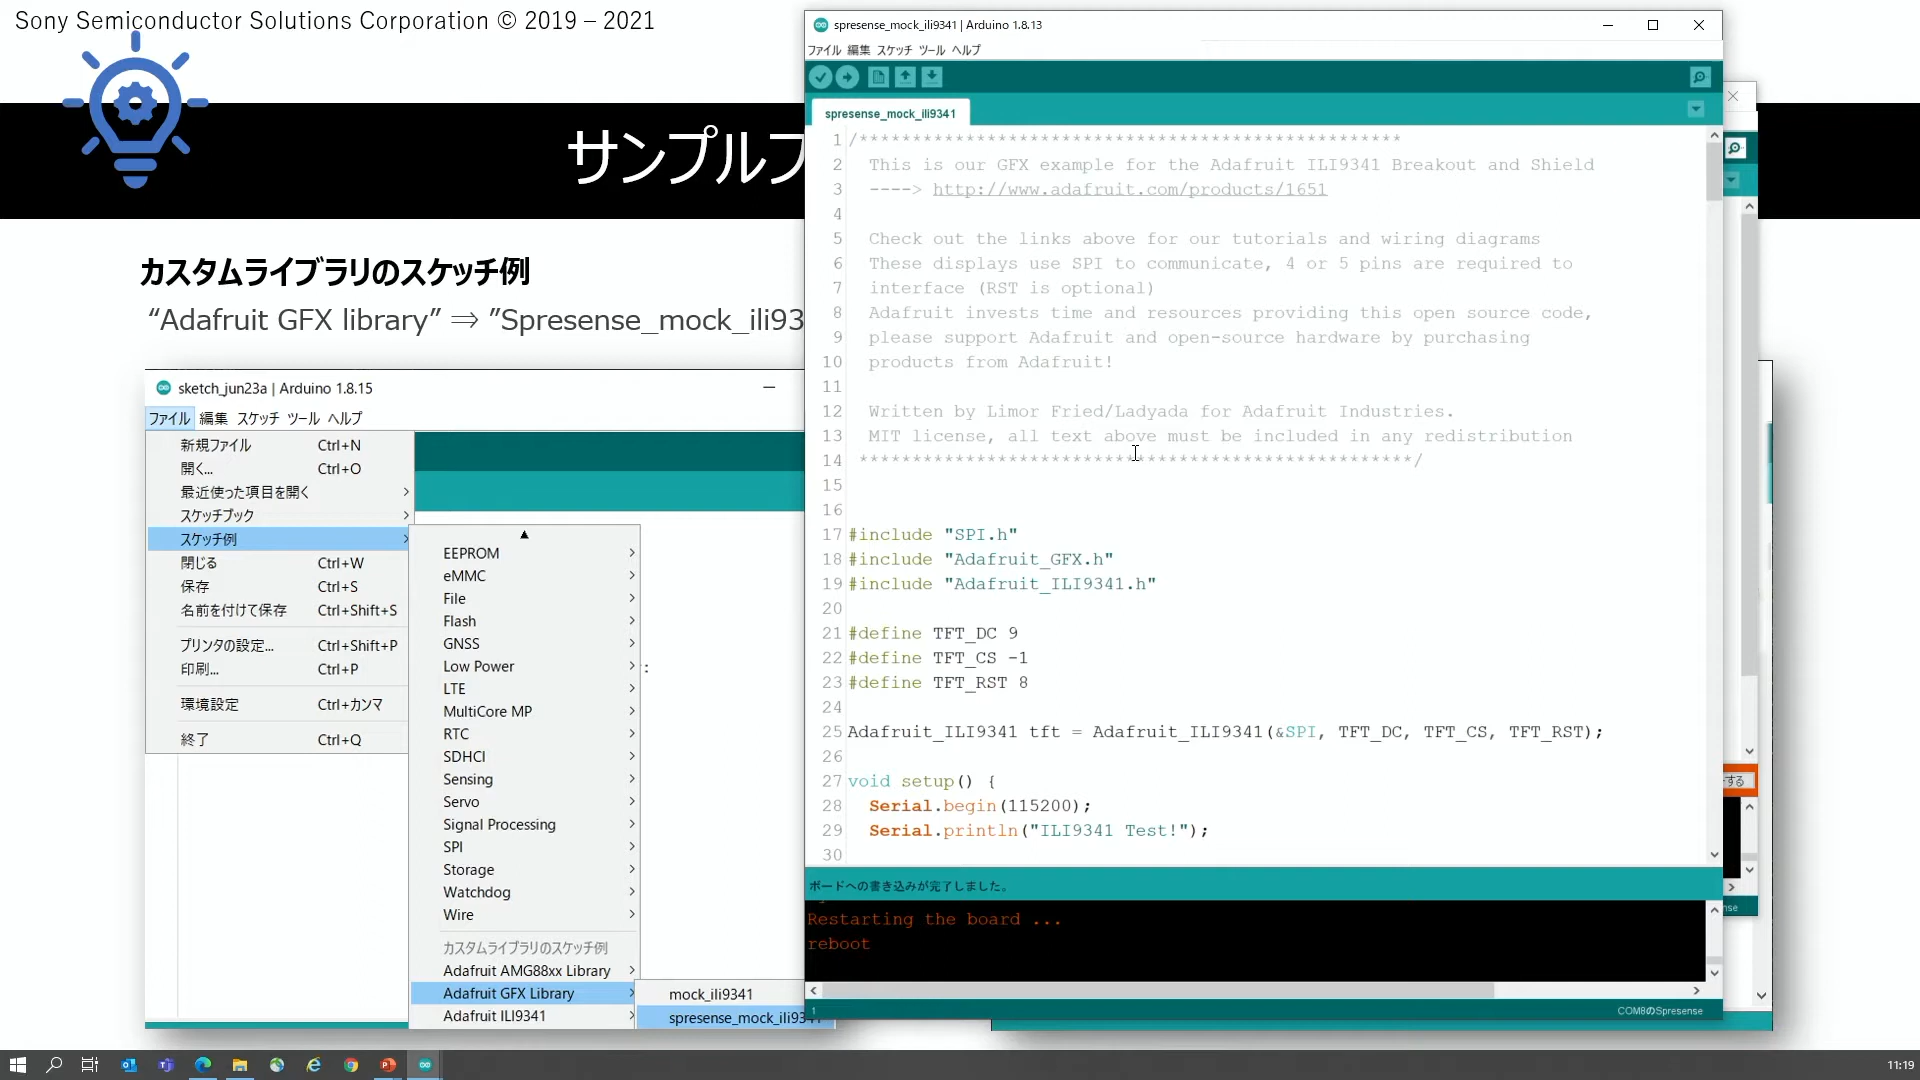 Sony Semiconductor Solutions Corporation © 2019 – 2021
サンプルプ
カスタムライブラリのスケッチ例
“Adafruit GFX library” ⇒ ”Spresense_mock_ili93
sketch_jun23a | Arduino 1.8.15
ファイル 編集 スケッチ ツール ヘルプ
新規ファイル Ctrl+N
開く... Ctrl+O
最近使った項目を開く
スケッチブック
スケッチ例
閉じる Ctrl+W
保存 Ctrl+S
名前を付けて保存 Ctrl+Shift+S
プリンタの設定... Ctrl+Shift+P
印刷... Ctrl+P
環境設定 Ctrl+カンマ
終了 Ctrl+Q
EEPROM
eMMC
File
Flash
GNSS
Low Power
LTE
MultiCore MP
RTC
SDHCI
Sensing
Servo
Signal Processing
SPI
Storage
Watchdog
Wire
カスタムライブラリのスケッチ例
Adafruit AMG88xx Library
Adafruit GFX Library
Adafruit ILI9341
mock_ili9341
spresense_mock_ili9341
spresense_mock_ili9341 | Arduino 1.8.13
ファイル 編集 スケッチ ツール ヘルプ
spresense_mock_ili9341
1 /***************************************************
2 This is our GFX example for the Adafruit ILI9341 Breakout and Shield
3 ----> http://www.adafruit.com/products/1651
4
5 Check out the links above for our tutorials and wiring diagrams
6 These displays use SPI to communicate, 4 or 5 pins are required to
7 interface (RST is optional)
8 Adafruit invests time and resources providing this open source code,
9 please support Adafruit and open-source hardware by purchasing
10 products from Adafruit!
11
12 Written by Limor Fried/Ladyada for Adafruit Industries.
13 MIT license, all text above must be included in any redistribution
14 ****************************************************/
15
16
17 #include "SPI.h"
18 #include "Adafruit_GFX.h"
19 #include "Adafruit_ILI9341.h"
20
21 #define TFT_DC 9
22 #define TFT_CS -1
23 #define TFT_RST 8
24
25 Adafruit_ILI9341 tft = Adafruit_ILI9341(&SPI, TFT_DC, TFT_CS, TFT_RST);
26
27 void setup() {
28 Serial.begin(115200);
29 Serial.println("ILI9341 Test!");
30
ボードへの書き込みが完了しました。
Restarting the board ...
reboot
1
COM8のSpresense
する
nse
11:19